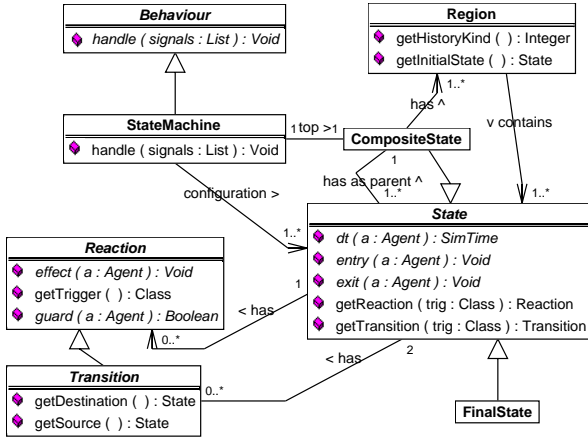 Behaviour
handle ( signals : List ) : Void
Region
getHistoryKind ( ) : Integer
getInitialState ( ) : State
1..*
has ^
v contains
StateMachine
handle ( signals : List ) : Void
1 top >1
CompositeState
1
has as parent ^
configuration >
1..*
1..*
1..*
State
dt ( a : Agent ) : SimTime
entry ( a : Agent ) : Void
exit ( a : Agent ) : Void
getReaction ( trig : Class ) : Reaction
getTransition ( trig : Class ) : Transition
Reaction
effect ( a : Agent ) : Void
getTrigger ( ) : Class
guard ( a : Agent ) : Boolean
1
< has
0..*
2
< has
0..*
Transition
getDestination ( ) : State
getSource ( ) : State
FinalState